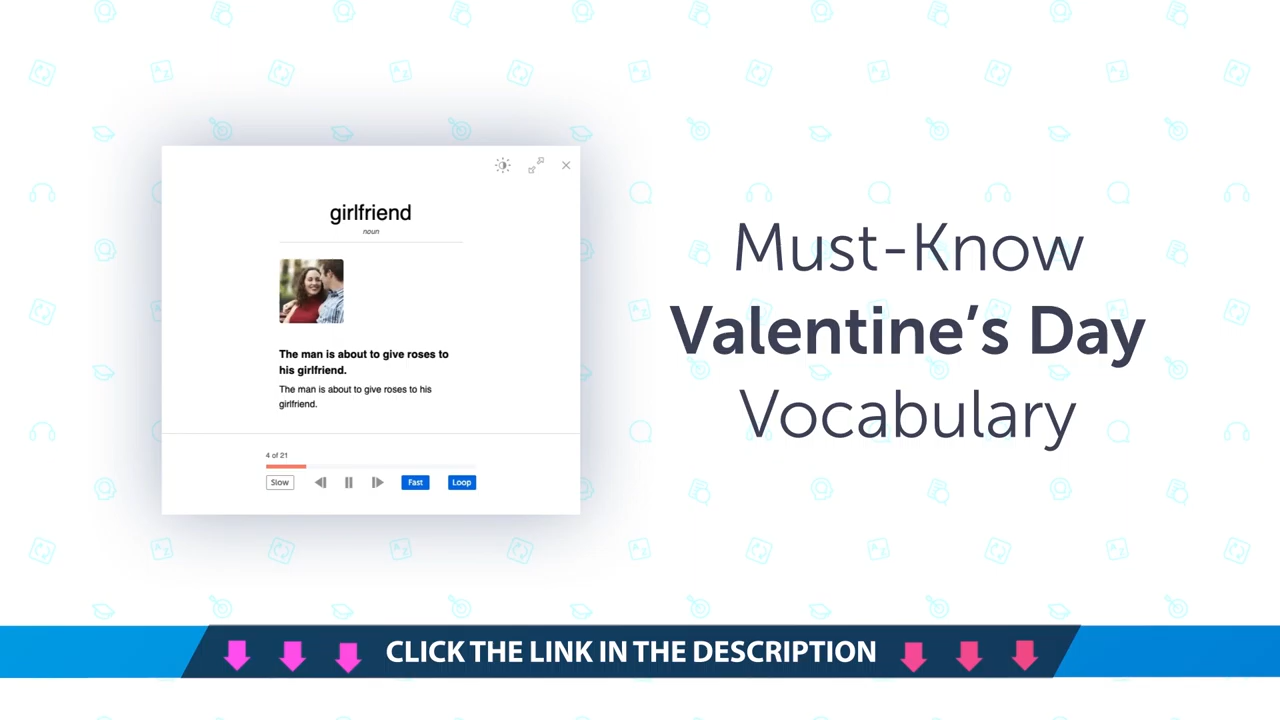 girlfriend
noun
The man is about to give roses to
his girlfriend.
The man is about to give roses to his
girlfriend.
4 of 21
Slow
Fast
Loop
Must-Know
Valentine's Day
Vocabulary
CLICK THE LINK IN THE DESCRIPTION